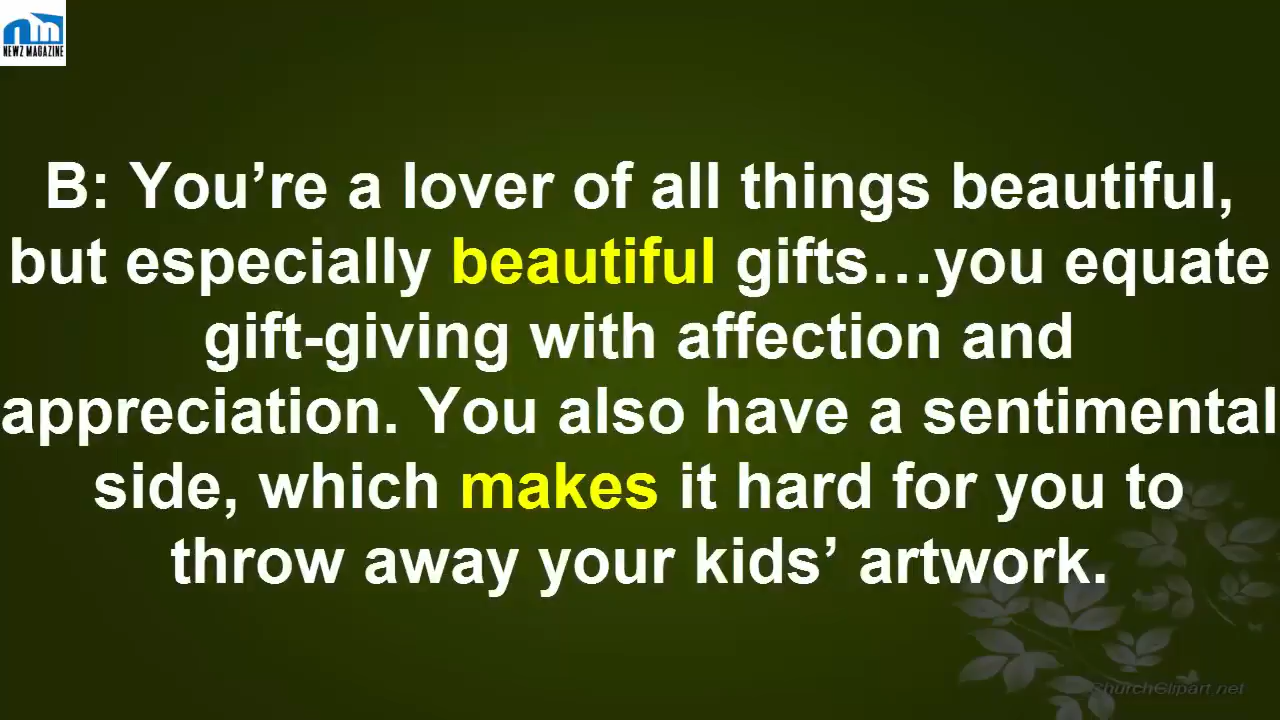 NEWZ MAGAZINE
B: You’re a lover of all things beautiful,
but especially beautiful gifts…you equate
gift-giving with affection and
appreciation. You also have a sentimental
side, which makes it hard for you to
throw away your kids’ artwork.
ChurchClipart.net